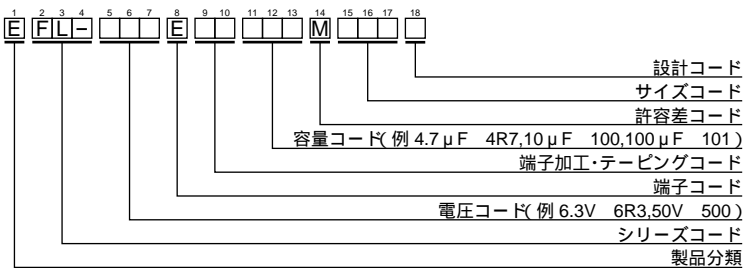 1 2 3 4 5 6 7 8 9 10 11 12 13 14 15 16 17 18
E FL- E M
設計コード
サイズコード
許容差コード
容量コード(例 4.7μF 4R7,10μF 100,100μF 101)
端子加工・テーピングコード
端子コード
電圧コード(例 6.3V 6R3,50V 500)
シリーズコード
製品分類